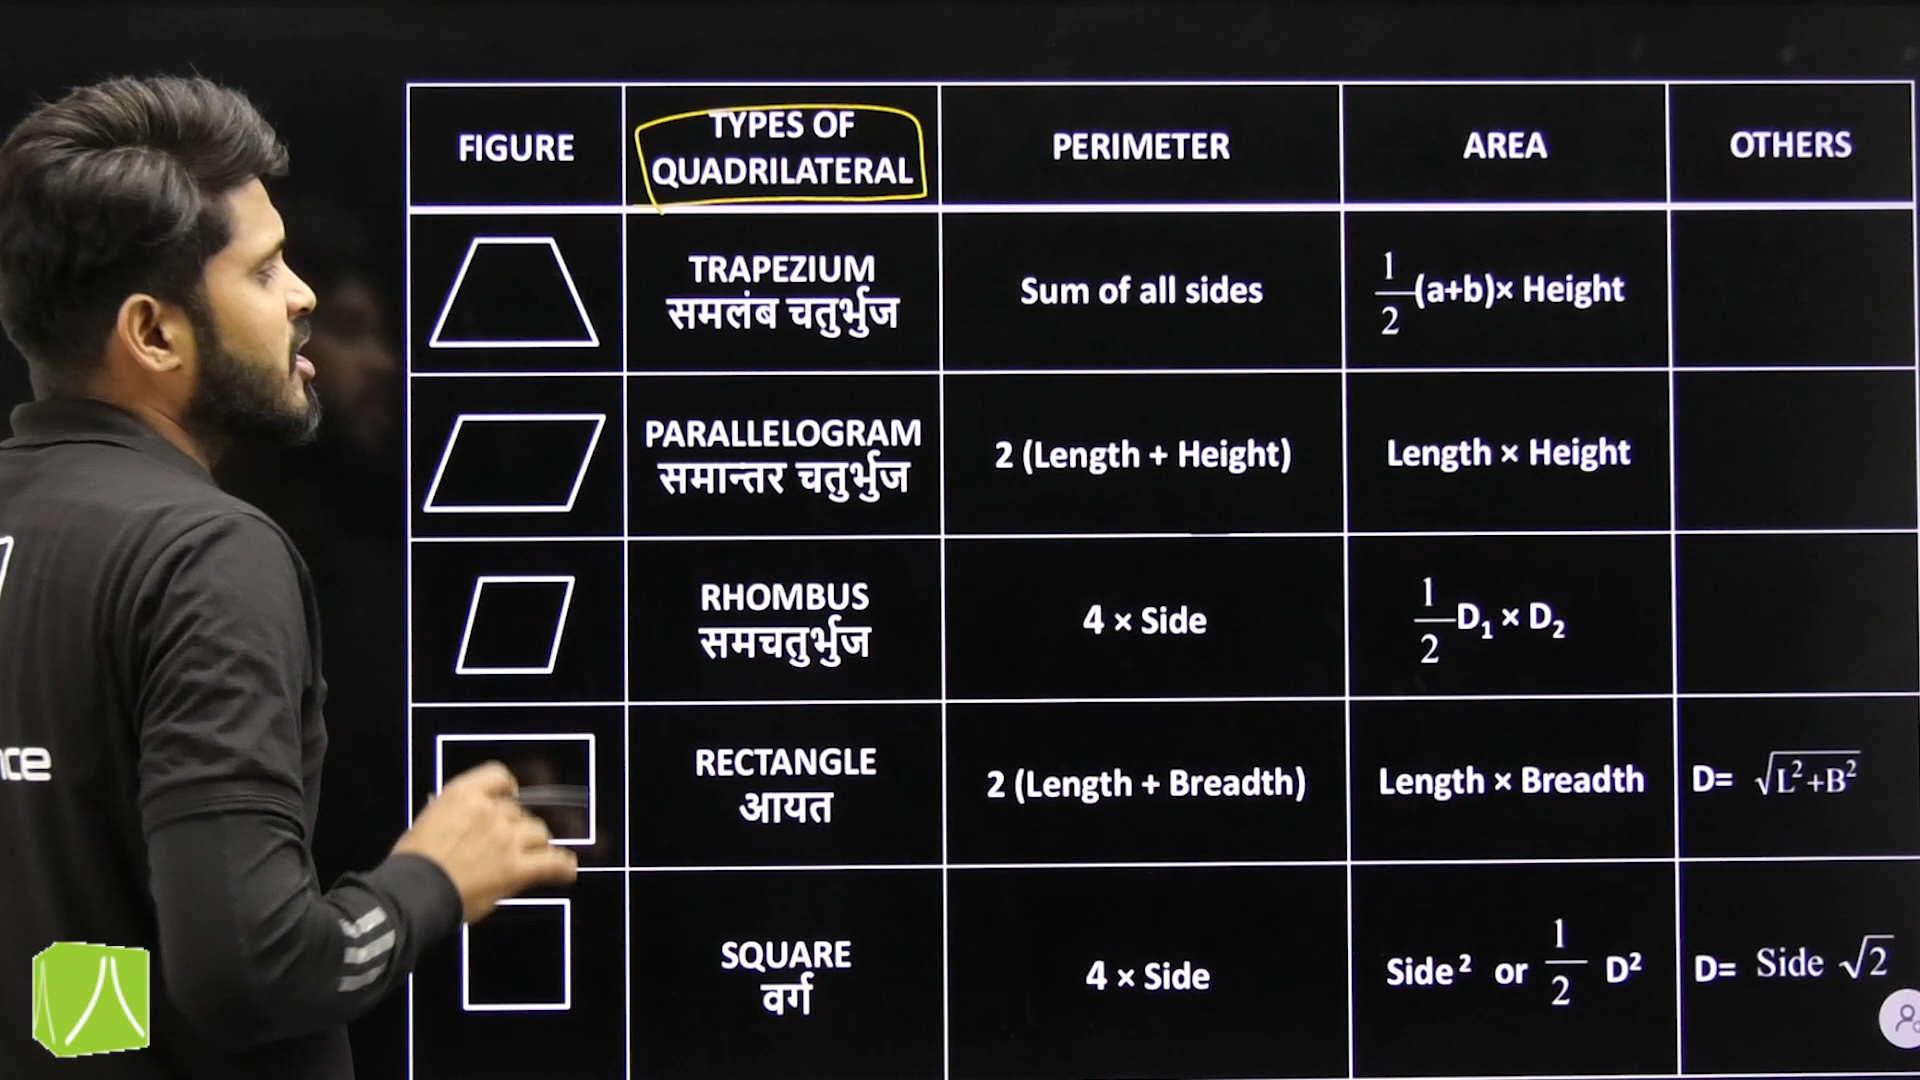 FIGURE
TYPES OF
QUADRILATERAL
PERIMETER
AREA
OTHERS
TRAPEZIUM
समलंब चतुर्भुज
Sum of all sides
1/2 (a+b)× Height
PARALLELOGRAM
समान्तर चतुर्भुज
2 (Length + Height)
Length × Height
RHOMBUS
समचतुर्भुज
4 × Side
1/2 D₁ × D₂
RECTANGLE
आयत
2 (Length + Breadth)
Length × Breadth
D= √L²+B²
SQUARE
वर्ग
4 × Side
Side² or 1/2 D²
D= Side √2